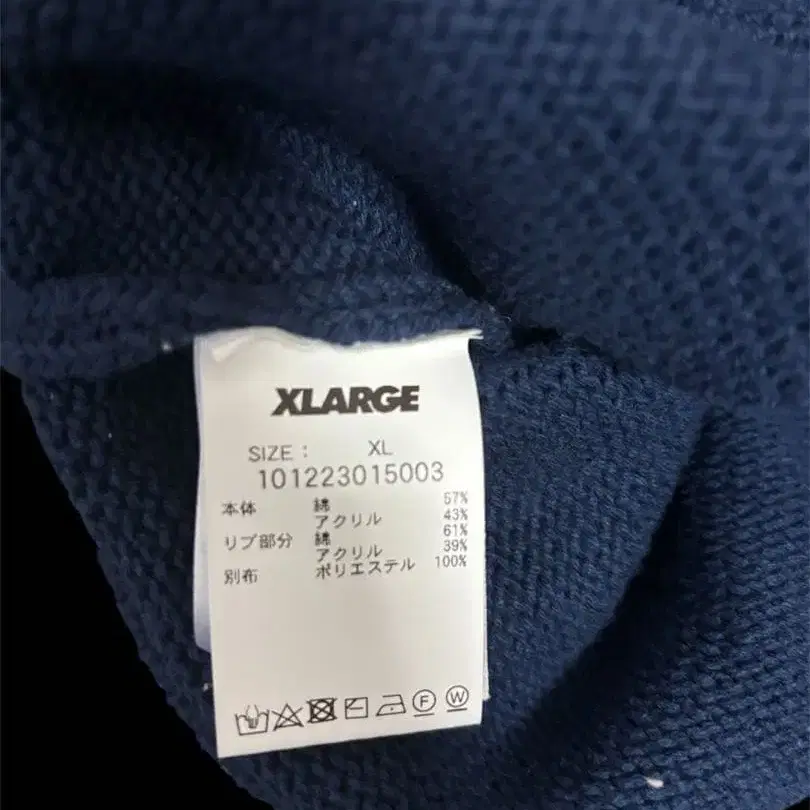 XLARGE
SIZE : XL
101223015003
本体 綿 57%
アクリル 43%
リブ部分 綿 61%
アクリル 39%
別布 ポリエステル 100%
F W